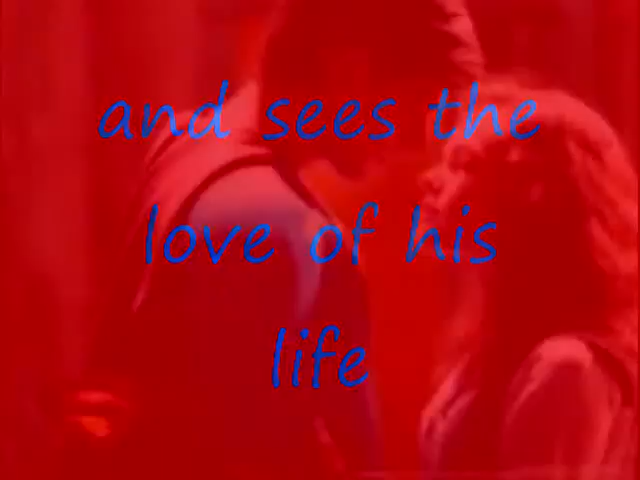 and sees the
love of his
life